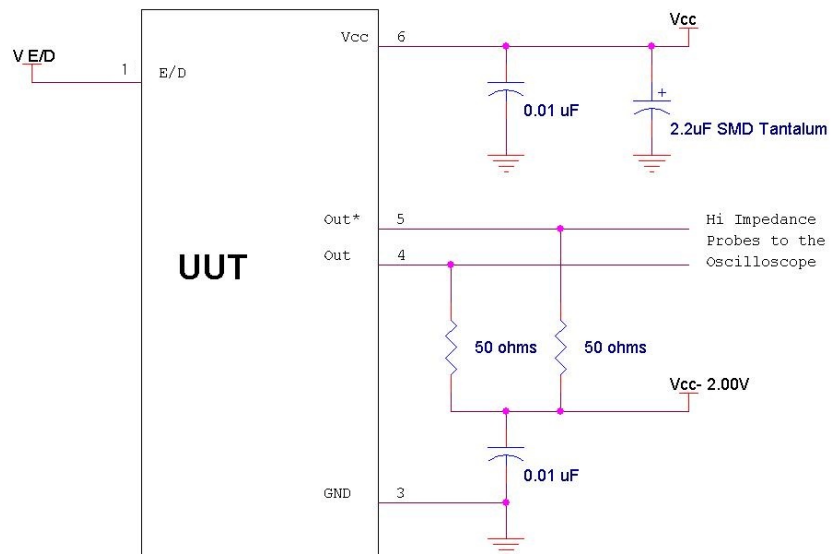 Vcc
Vcc 6
V E/D
1 E/D
0.01 uF
+
2.2uF SMD Tantalum
Out* 5
Hi Impedance
Probes to the
Oscilloscope
Out 4
UUT
50 ohms 50 ohms
Vcc- 2.00V
0.01 uF
GND 3